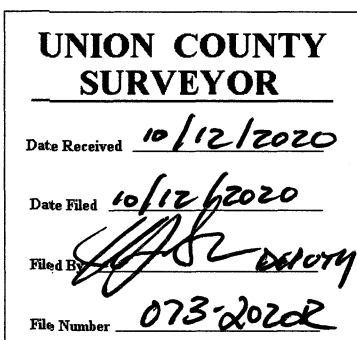 UNION COUNTY
SURVEYOR
Date Received 10/12/2020
Date Filed 10/12/2020
Filed By DEPUTY
File Number 073-2020R